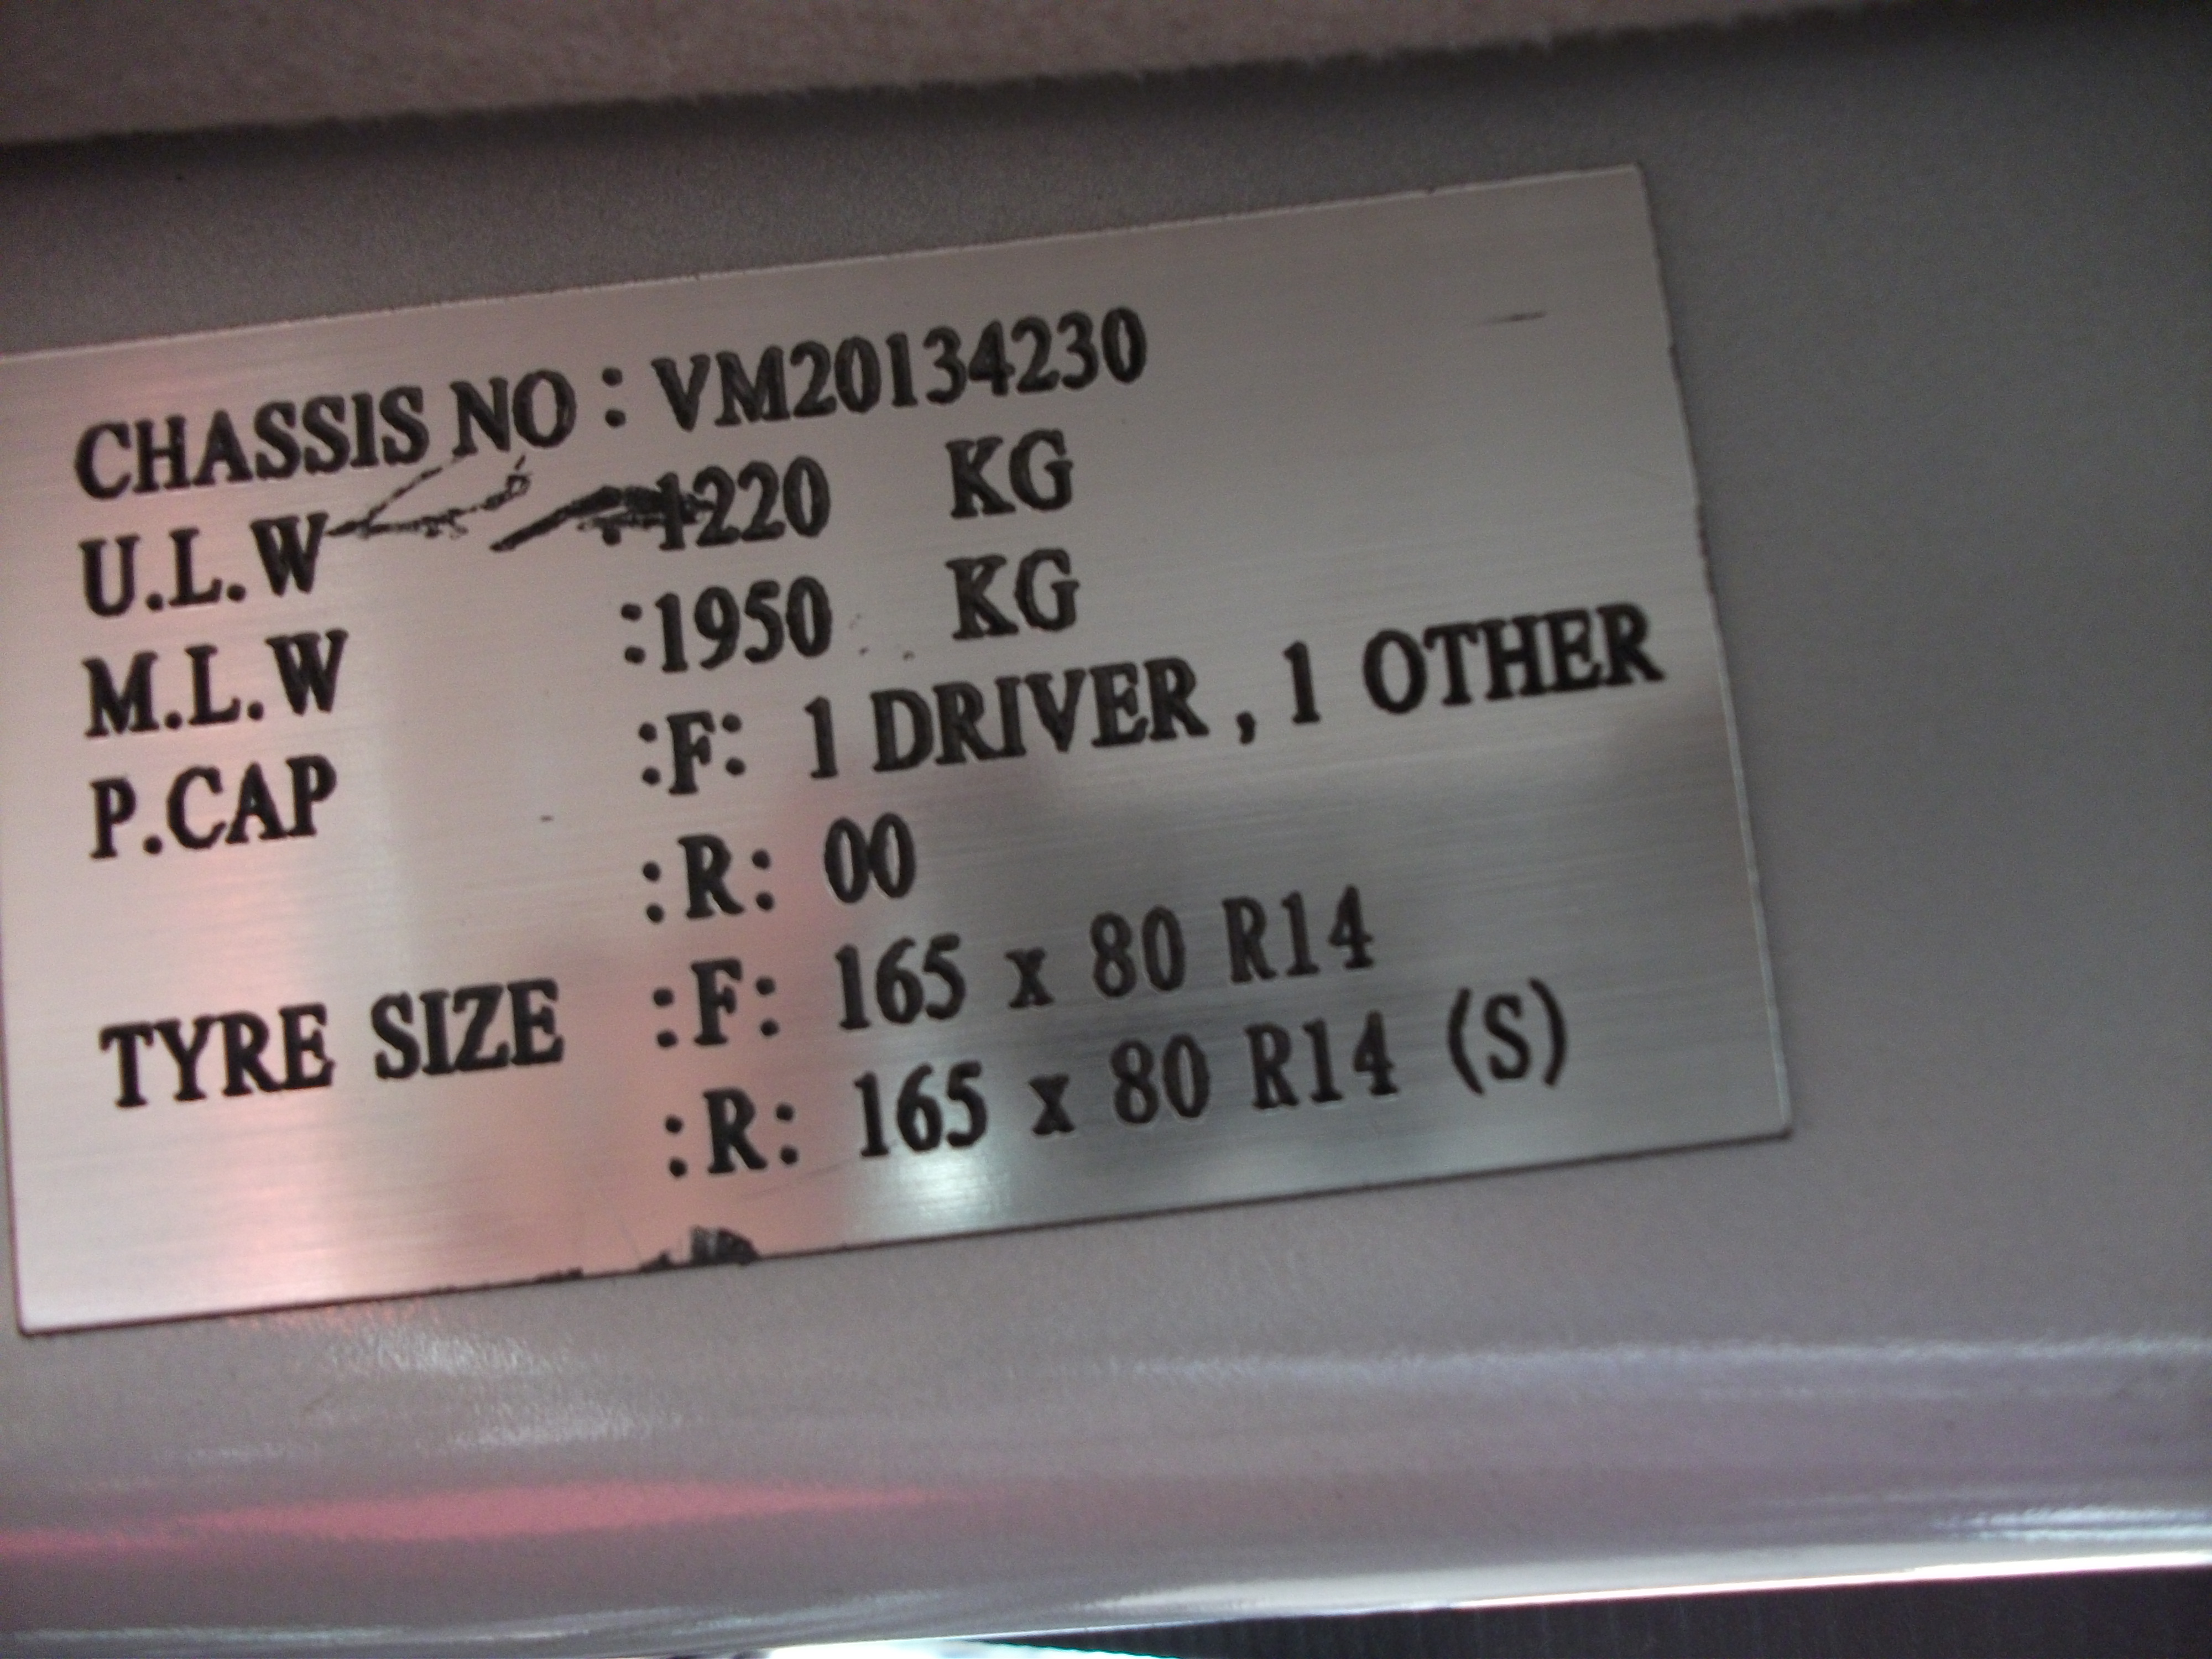 CHASSIS NO : VM20134230
U.L.W : 1220 KG
M.L.W :1950 KG
P.CAP :F: 1 DRIVER , 1 OTHER
:R: 00
TYRE SIZE :F: 165 x 80 R14
:R: 165 x 80 R14 (S)